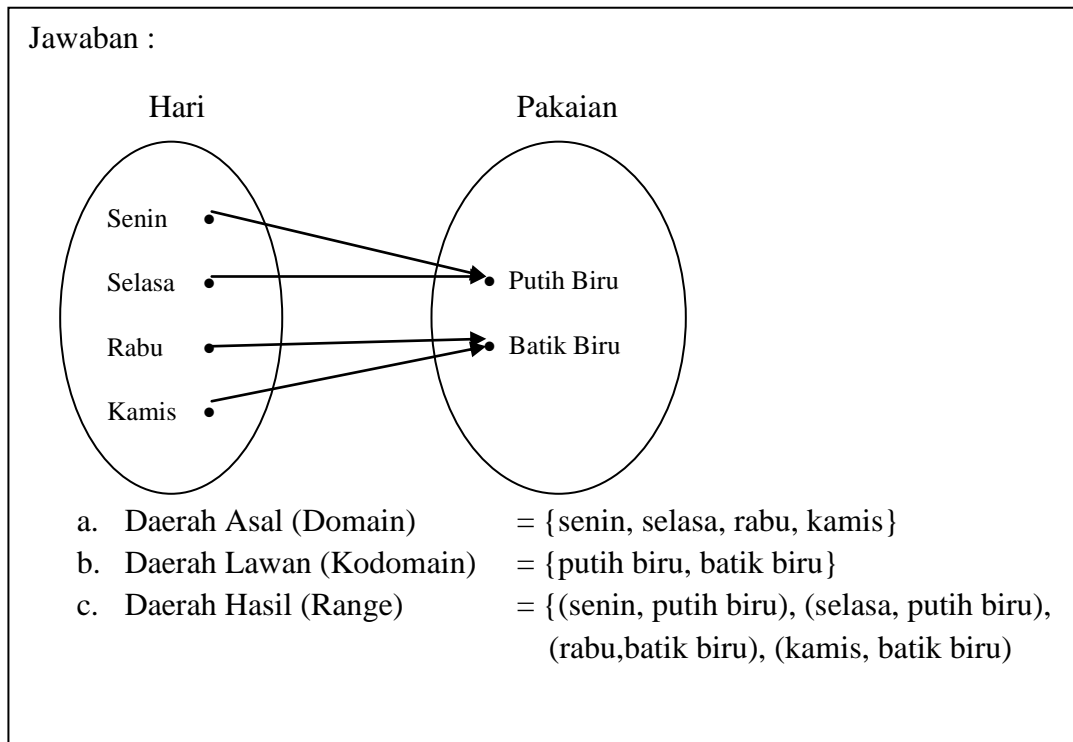 Jawaban :
Hari Pakaian
Senin
Selasa Putih Biru
Rabu Batik Biru
Kamis
a. Daerah Asal (Domain) = {senin, selasa, rabu, kamis}
b. Daerah Lawan (Kodomain) = {putih biru, batik biru}
c. Daerah Hasil (Range) = {(senin, putih biru), (selasa, putih biru),
(rabu,batik biru), (kamis, batik biru)